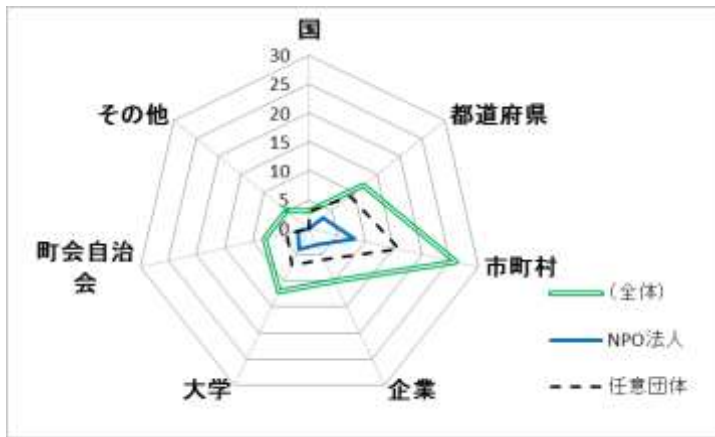 国
30
25
20
15
10
5
0
その他
都道府県
町会自治
会
市町村
大学
企業
(全体)
NPO法人
任意団体